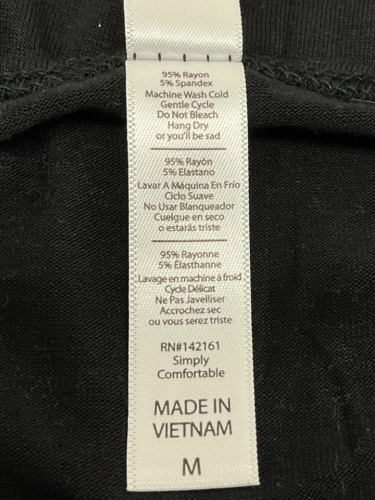 95% Rayon
5% Spandex
Machine Wash Cold
Gentle Cycle
Do Not Bleach
Hang Dry
or you'll be sad
95% Rayón
5% Elastano
Lavar A Máquina En Frío
Ciclo Suave
No Usar Blanqueador
Cuelgue en seco
o estarás triste
95% Rayonne
5% Élasthanne
Lavage en machine à froid
Cycle Délicat
Ne Pas Javelliser
Accrochez sec
ou vous serez triste
RN#142161
Simply
Comfortable
MADE IN
VIETNAM
M